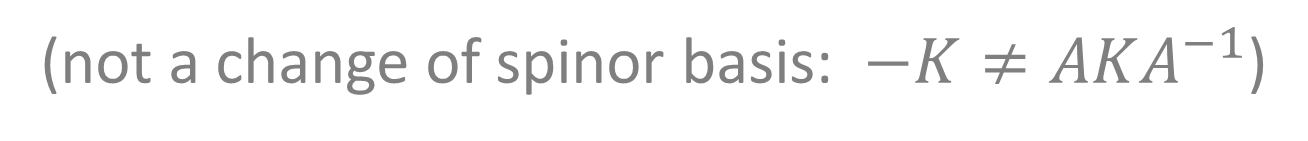 (not a change of spinor basis: −K ≠ AKA⁻¹)